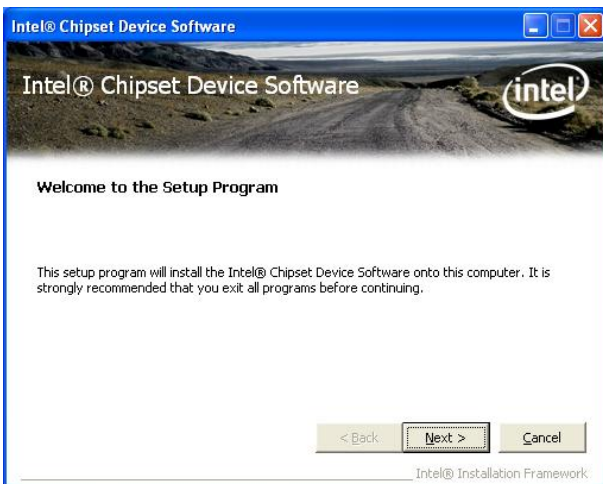 Intel® Chipset Device Software
Intel® Chipset Device Software
intel
Welcome to the Setup Program
This setup program will install the Intel® Chipset Device Software onto this computer. It is
strongly recommended that you exit all programs before continuing.
< Back
Next >
Cancel
Intel® Installation Framework